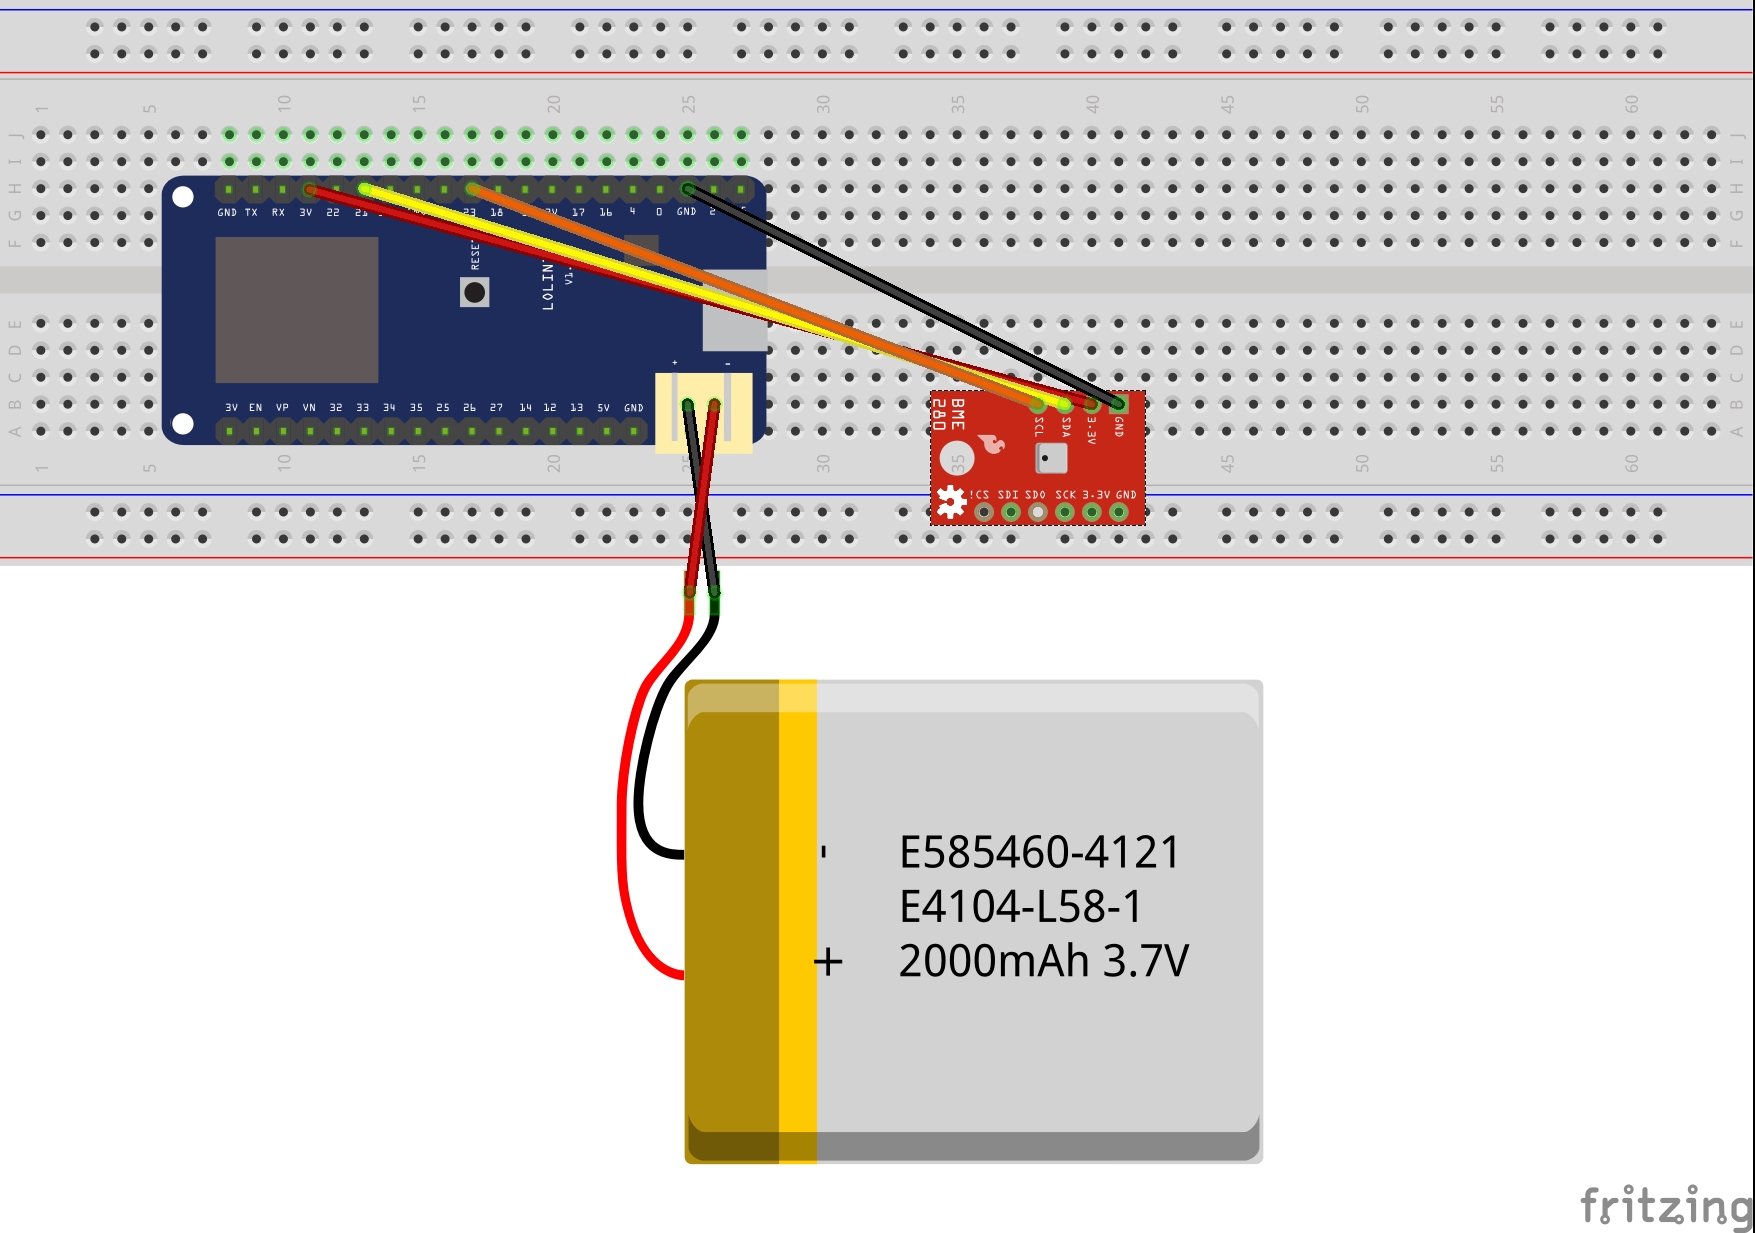 1 5 10 15 20 25 30 35 40 45 50 55 60
J J
I I
H H
G G
F F
GND TX RX 3V 22 21 23 18 17 16 4 0 GND 2
RESET
LOLIN
V1.
E E
D D
C C
B B
A A
+ -
3V EN VP VN 32 33 34 35 25 26 27 14 12 13 5V GND
BME
280
SCL SDA 3.3V GND
!CS SDI SDO SCK 3.3V GND
1 5 10 15 20 25 30 35 45 50 55 60
- E585460-4121
E4104-L58-1
+ 2000mAh 3.7V
fritzing